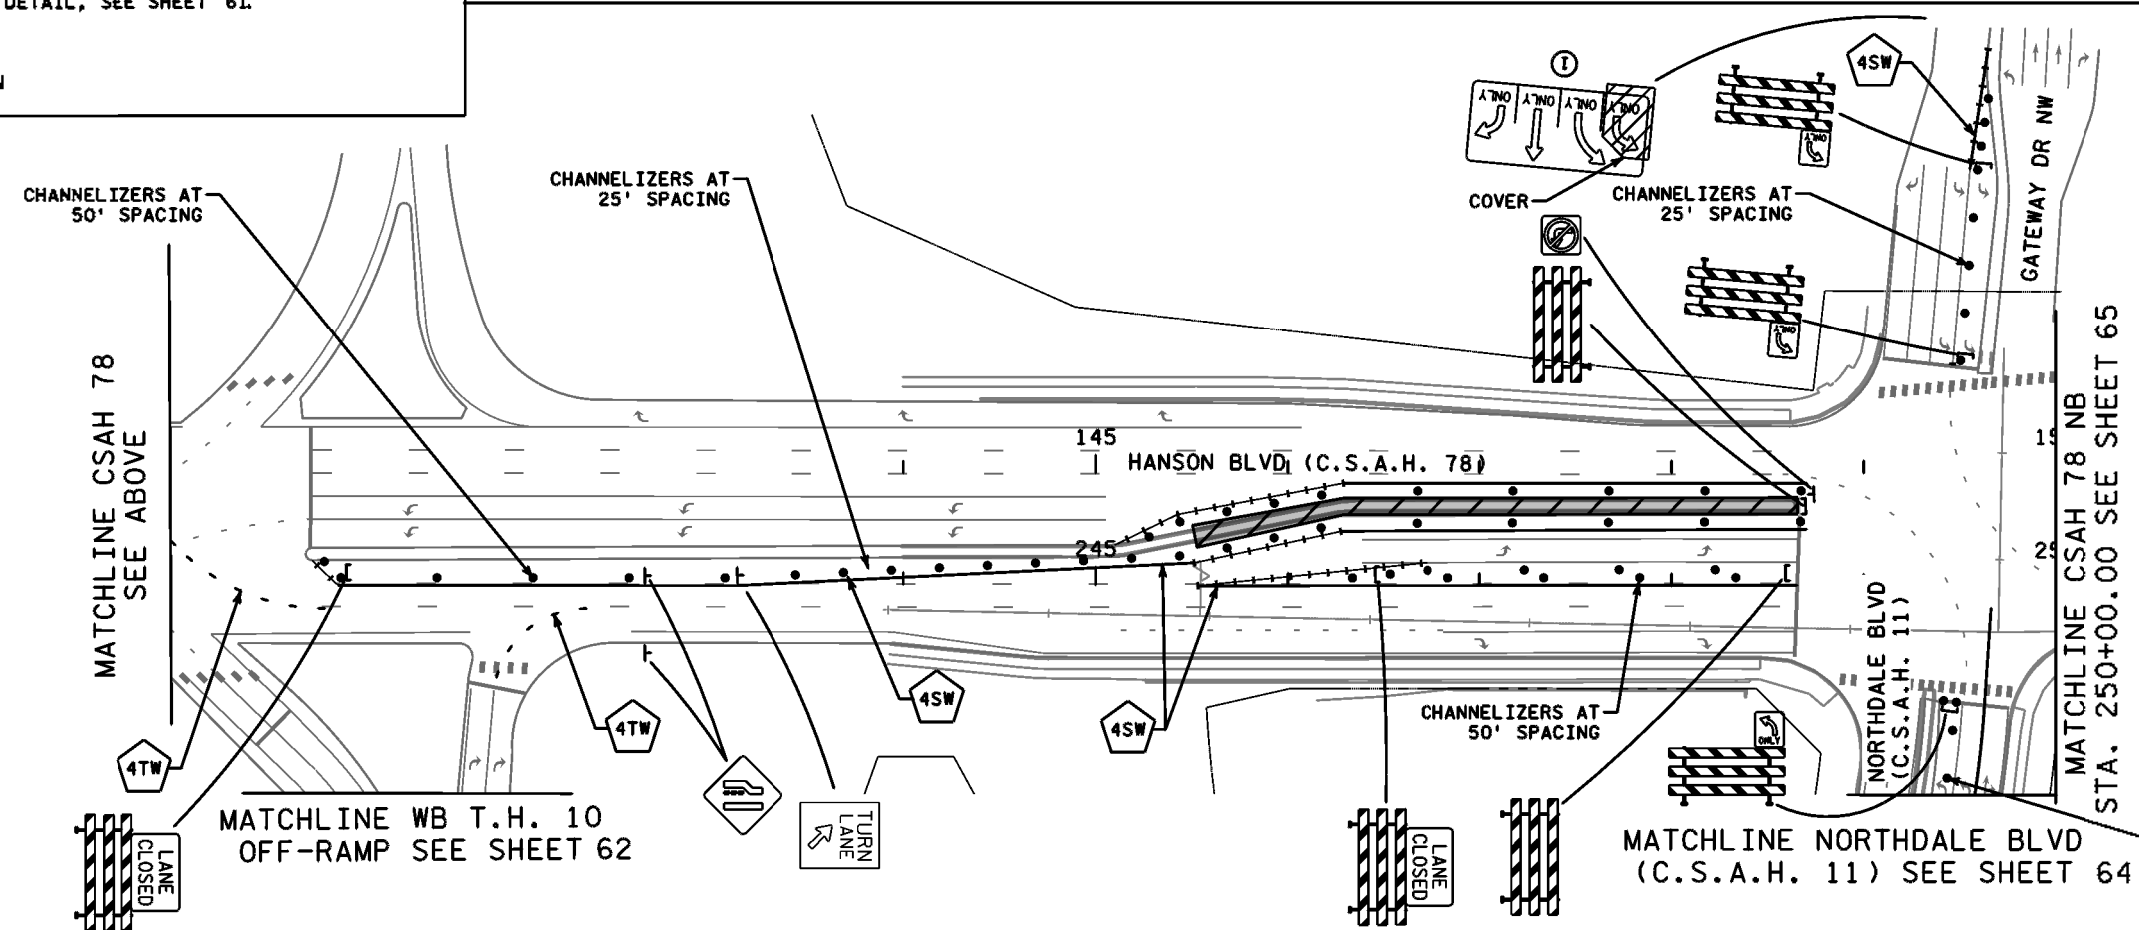 DETAIL, SEE SHEET 61.
N
CHANNELIZERS AT
50' SPACING
CHANNELIZERS AT
25' SPACING
1
ONLY ONLY ONLY ONLY
COVER
4SW
ONLY
CHANNELIZERS AT
25' SPACING
ONLY
GATEWAY DR NW
MATCHLINE CSAH 78
SEE ABOVE
145
HANSON BLVD. (C.S.A.H. 78)
245
MATCHLINE CSAH 78 NB
STA. 250+00.00 SEE SHEET 65
4TW
4TW
4SW
4SW
CHANNELIZERS AT
50' SPACING
ONLY
NORTHDALE BLVD
(C.S.A.H. 11)
MATCHLINE WB T.H. 10
OFF-RAMP SEE SHEET 62
LANE
CLOSED
TURN
LANE
LANE
CLOSED
MATCHLINE NORTHDALE BLVD
(C.S.A.H. 11) SEE SHEET 64